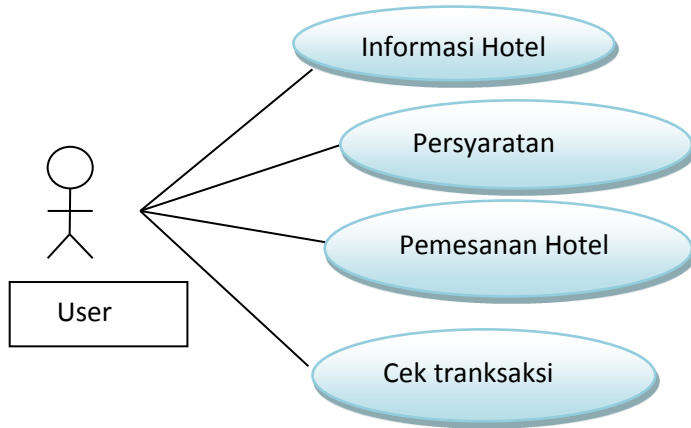 Informasi Hotel
Persyaratan
Pemesanan Hotel
User
Cek tranksaksi